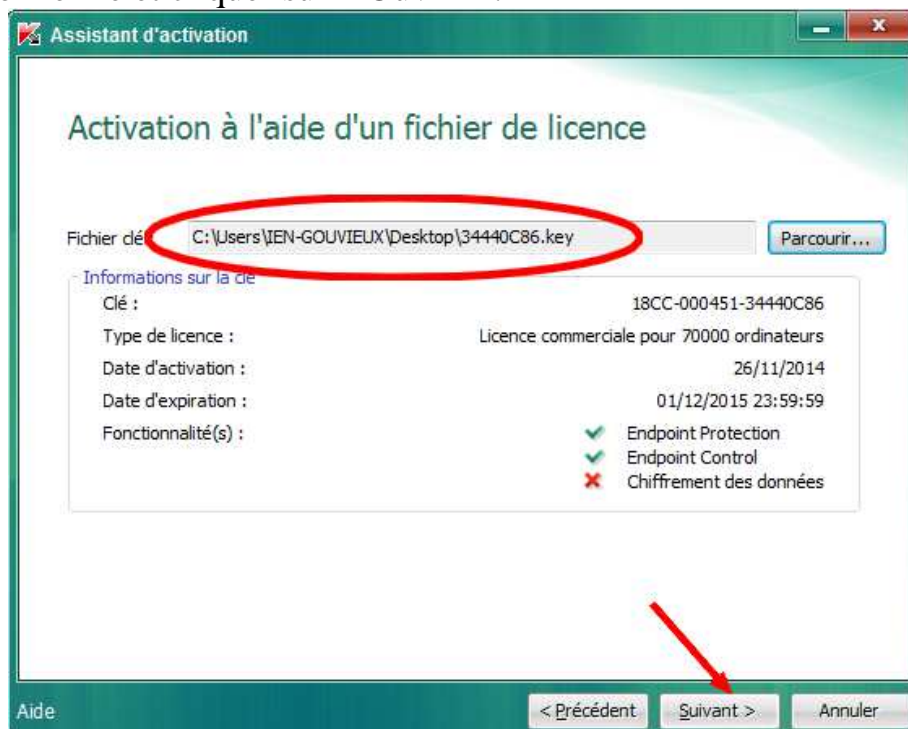 Assistant d'activation
Activation à l'aide d'un fichier de licence
Fichier clé
C:\Users\IEN-GOUVIEUX\Desktop\34440C86.key
Parcourir...
Informations sur la clé
Clé : 18CC-000451-34440C86
Type de licence : Licence commerciale pour 70000 ordinateurs
Date d'activation : 26/11/2014
Date d'expiration : 01/12/2015 23:59:59
Fonctionnalité(s) : Endpoint Protection
Endpoint Control
Chiffrement des données
Aide < Précédent Suivant > Annuler